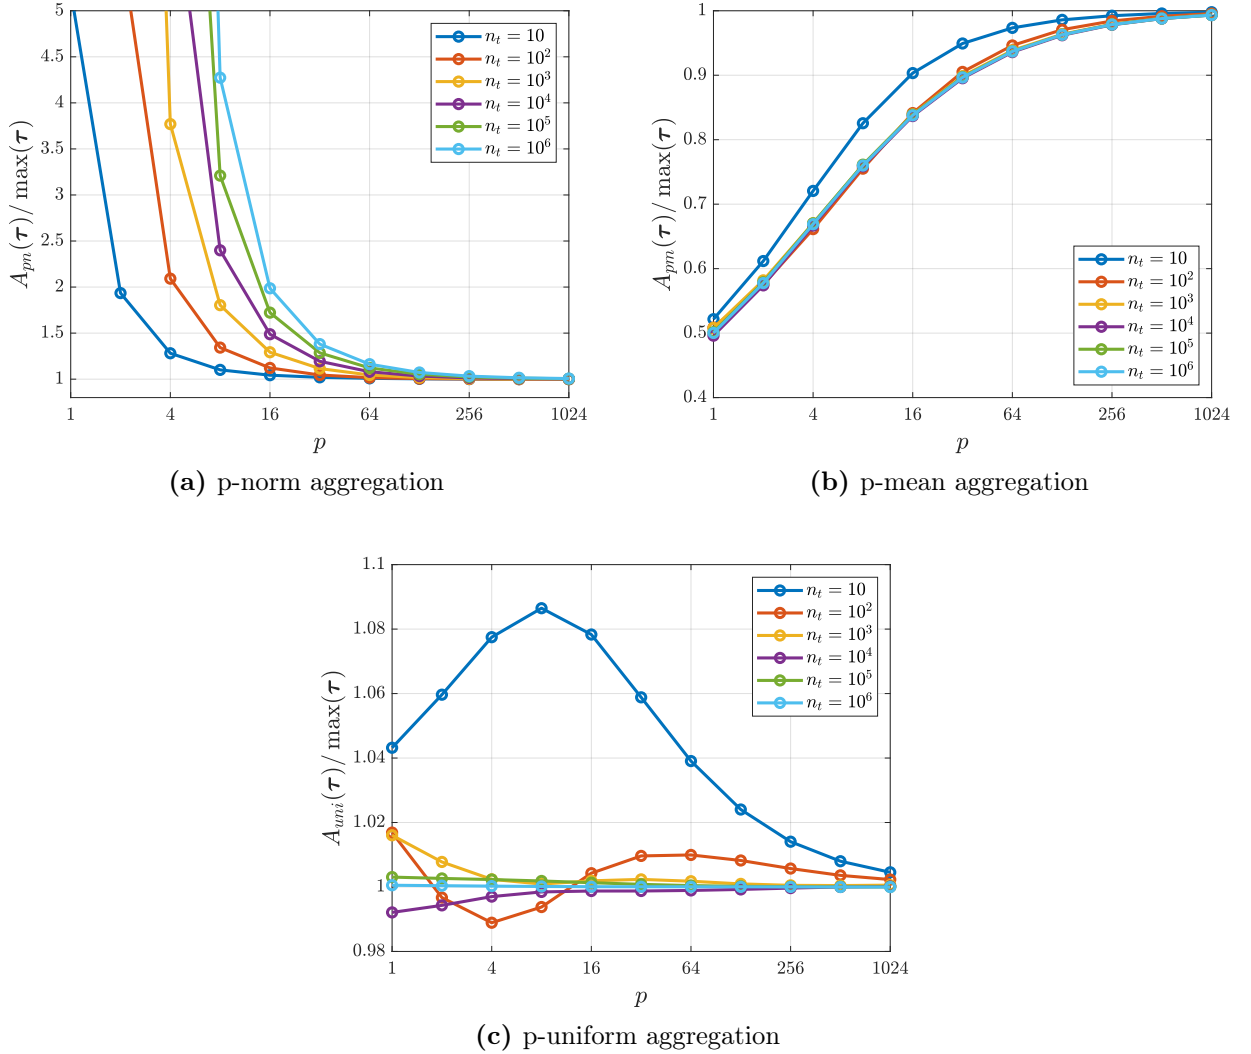 5
4.5
4
3.5
3
2.5
2
1.5
1
1 4 16 64 256 1024
p
A_{pn}(τ)/ max(τ)
n_t = 10
n_t = 10^2
n_t = 10^3
n_t = 10^4
n_t = 10^5
n_t = 10^6
(a) p-norm aggregation
1
0.9
0.8
0.7
0.6
0.5
0.4
1 4 16 64 256 1024
p
A_{pm}(τ)/ max(τ)
n_t = 10
n_t = 10^2
n_t = 10^3
n_t = 10^4
n_t = 10^5
n_t = 10^6
(b) p-mean aggregation
1.1
1.08
1.06
1.04
1.02
1
0.98
1 4 16 64 256 1024
p
A_{uni}(τ)/ max(τ)
n_t = 10
n_t = 10^2
n_t = 10^3
n_t = 10^4
n_t = 10^5
n_t = 10^6
(c) p-uniform aggregation